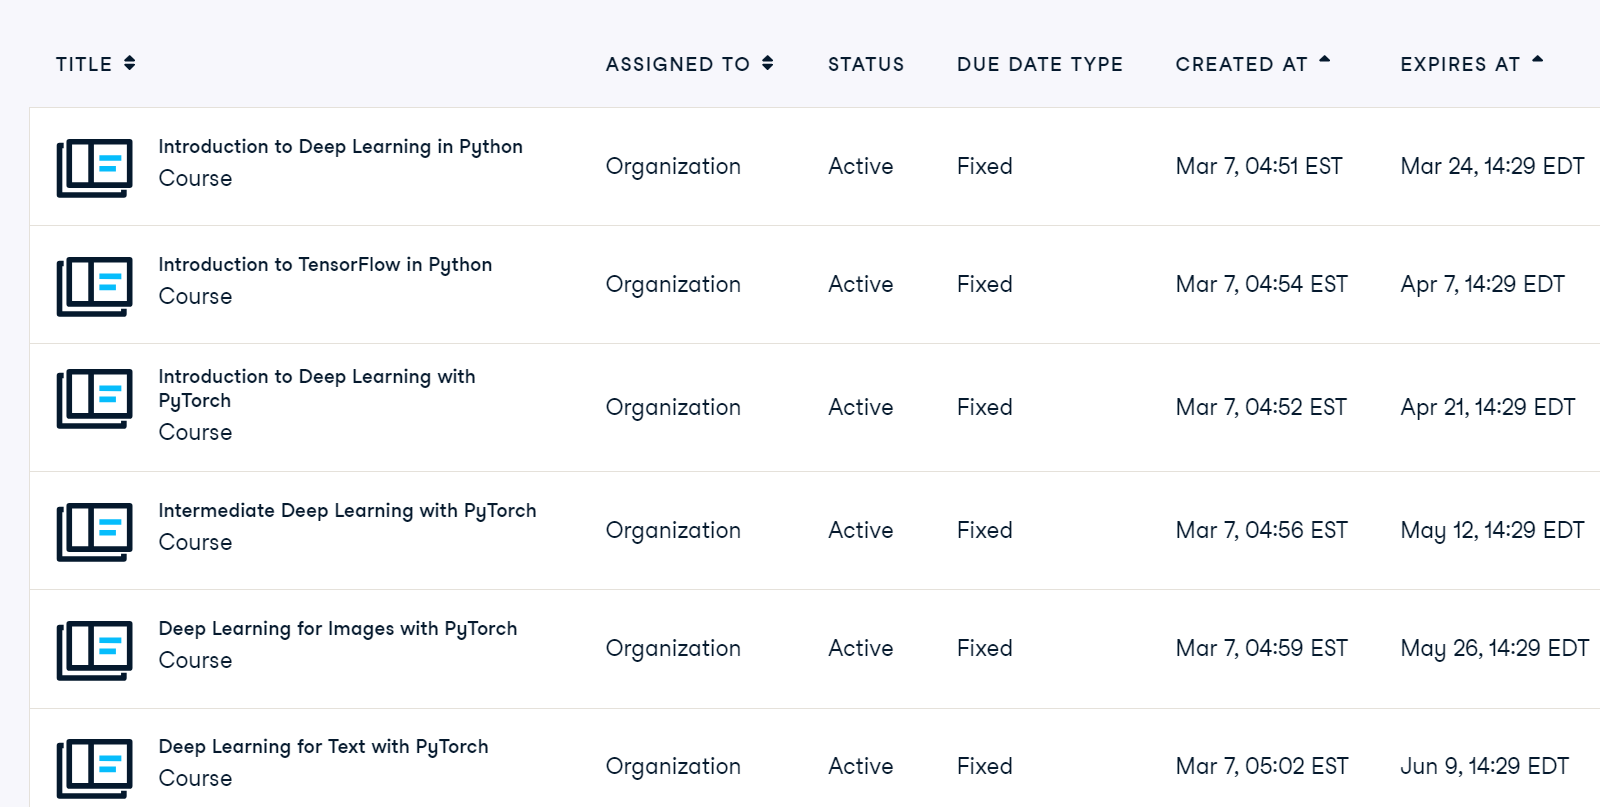 TITLE ASSIGNED TO STATUS DUE DATE TYPE CREATED AT EXPIRES AT
Introduction to Deep Learning in Python
Course
Organization Active Fixed Mar 7, 04:51 EST Mar 24, 14:29 EDT
Introduction to TensorFlow in Python
Course
Organization Active Fixed Mar 7, 04:54 EST Apr 7, 14:29 EDT
Introduction to Deep Learning with
PyTorch
Course
Organization Active Fixed Mar 7, 04:52 EST Apr 21, 14:29 EDT
Intermediate Deep Learning with PyTorch
Course
Organization Active Fixed Mar 7, 04:56 EST May 12, 14:29 EDT
Deep Learning for Images with PyTorch
Course
Organization Active Fixed Mar 7, 04:59 EST May 26, 14:29 EDT
Deep Learning for Text with PyTorch
Course
Organization Active Fixed Mar 7, 05:02 EST Jun 9, 14:29 EDT